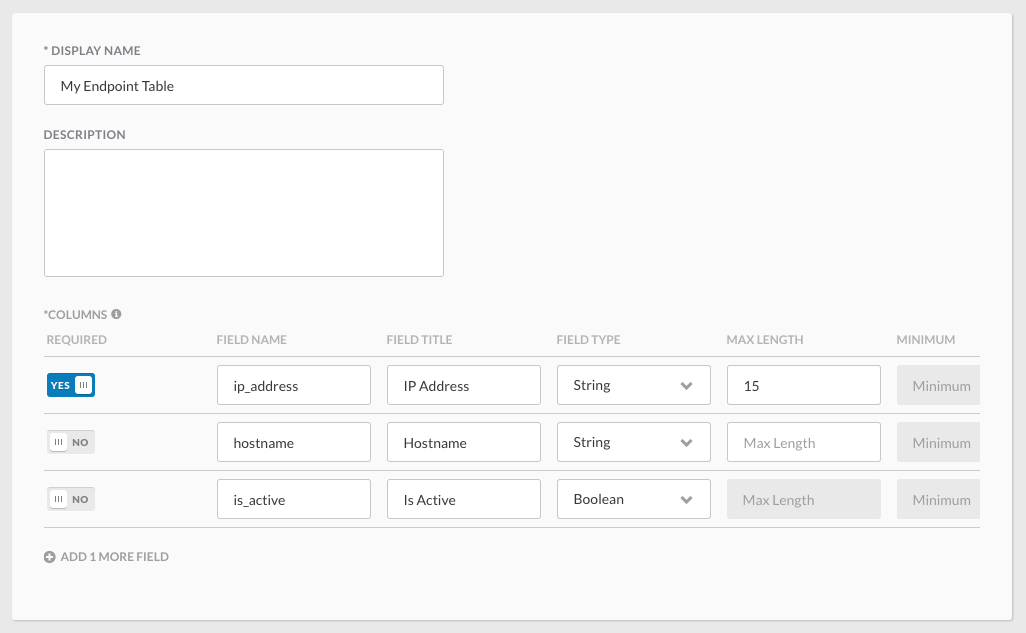 * DISPLAY NAME
My Endpoint Table
DESCRIPTION
*COLUMNS
REQUIRED FIELD NAME FIELD TITLE FIELD TYPE MAX LENGTH MINIMUM
YES ip_address IP Address String 15 Minimum
NO hostname Hostname String Max Length Minimum
NO is_active Is Active Boolean Max Length Minimum
ADD 1 MORE FIELD